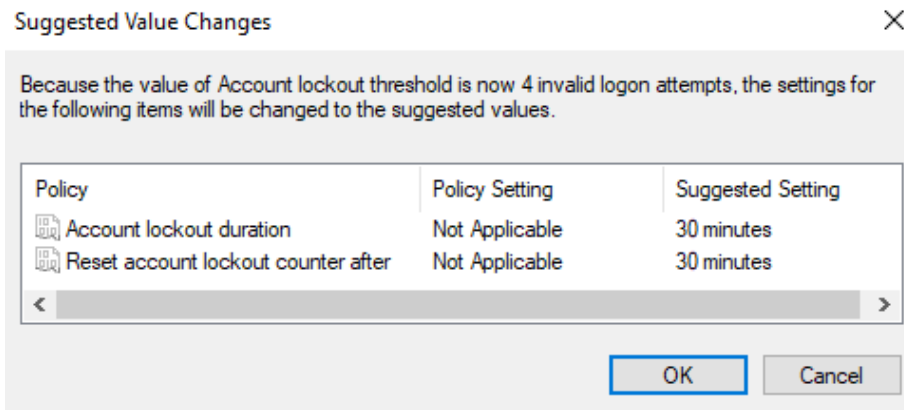 Suggested Value Changes
Because the value of Account lockout threshold is now 4 invalid logon attempts, the settings for
the following items will be changed to the suggested values.
Policy Policy Setting Suggested Setting
Account lockout duration Not Applicable 30 minutes
Reset account lockout counter after Not Applicable 30 minutes
OK Cancel